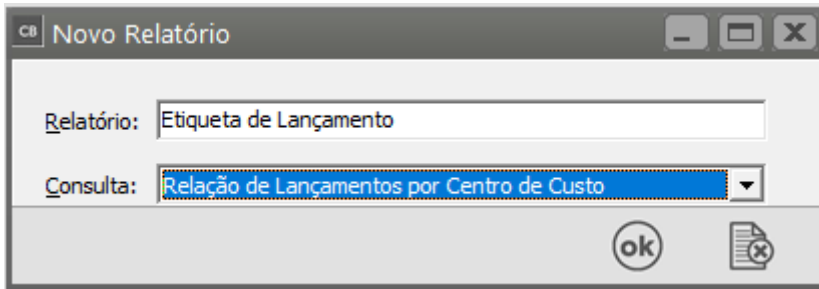 CB Novo Relatório
Relatório: Etiqueta de Lançamento
Consulta: Relação de Lançamentos por Centro de Custo
ok